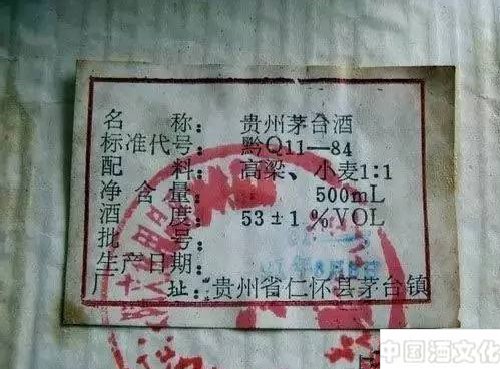 名 称：贵州茅台酒
标准代号：黔Q11—84
配 料：高梁、小麦1:1
净 含 量：500mL
酒 度：53±1%VOL
批 号：
生产日期：
厂 址：贵州省仁怀县茅台镇
中国酒文化